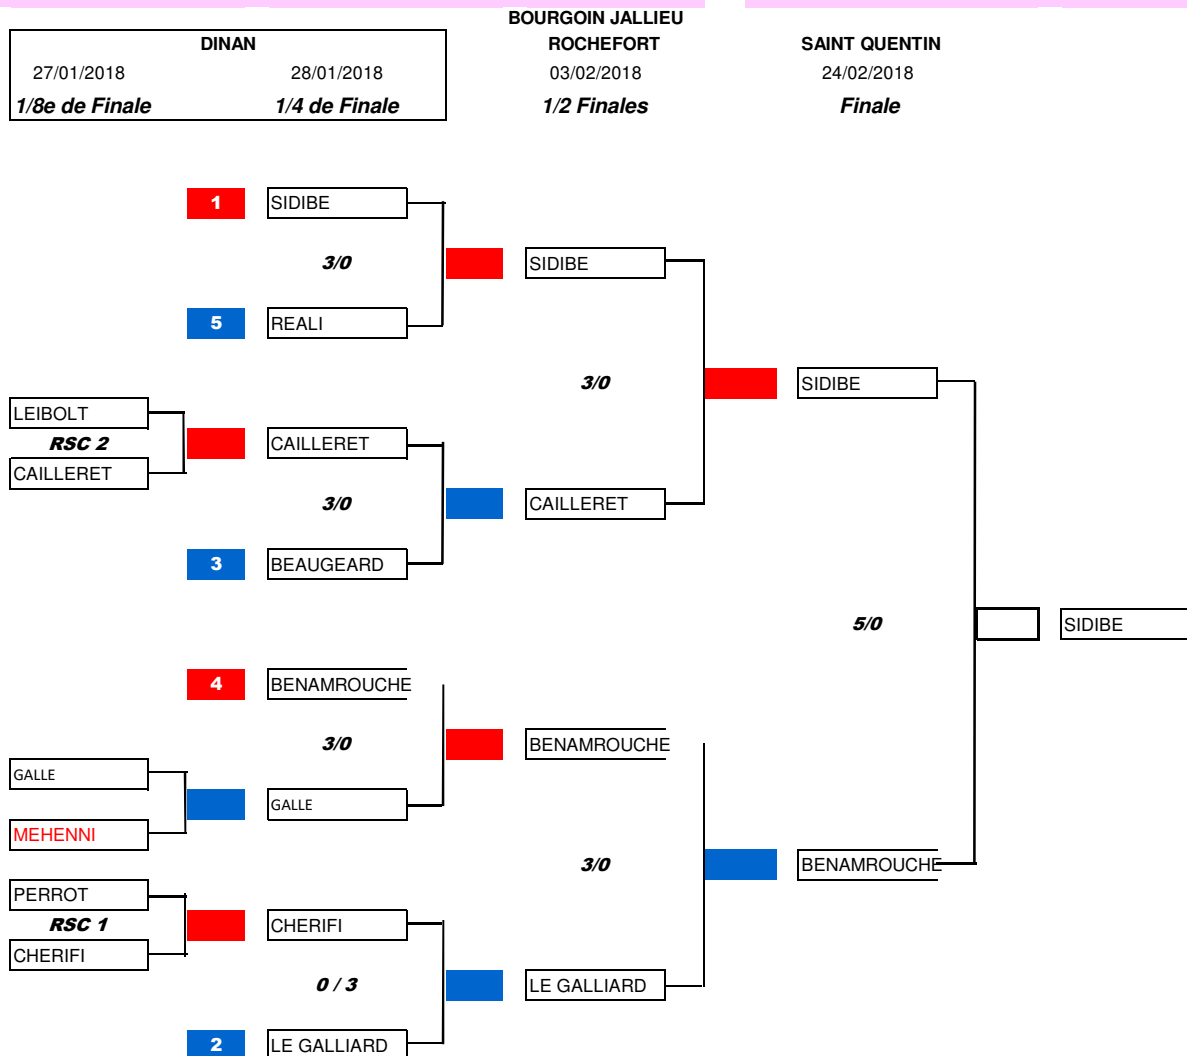 BOURGOIN JALLIEU
DINAN ROCHEFORT SAINT QUENTIN
27/01/2018 28/01/2018 03/02/2018 24/02/2018
1/8e de Finale 1/4 de Finale 1/2 Finales Finale
1 SIDIBE
3/0 SIDIBE
5 REALI
3/0 SIDIBE
LEIBOLT
RSC 2 CAILLERET
CAILLERET
3/0 CAILLERET
3 BEAUGEARD
5/0 SIDIBE
4 BENAMROUCHE
3/0 BENAMROUCHE
GALLE
GALLE
MEHENNI
3/0 BENAMROUCHE
PERROT
RSC 1 CHERIFI
CHERIFI
0 / 3 LE GALLIARD
2 LE GALLIARD